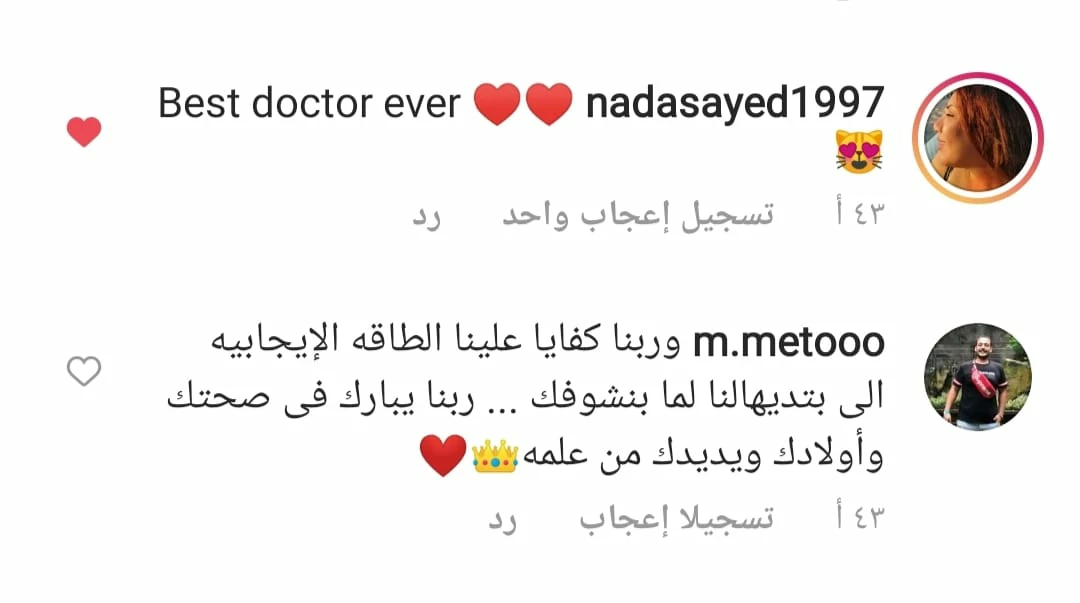 nadasayed1997 Best doctor ever ❤️❤️
😻
٤٣ أ تسجيل إعجاب واحد رد
m.metooo وربنا كفايا علينا الطاقه الإيجابيه
الى بتديهالنا لما بنشوفك ... ربنا يبارك فى صحتك
وأولادك ويديدك من علمه👑❤️
٤٣ أ تسجيلا إعجاب رد